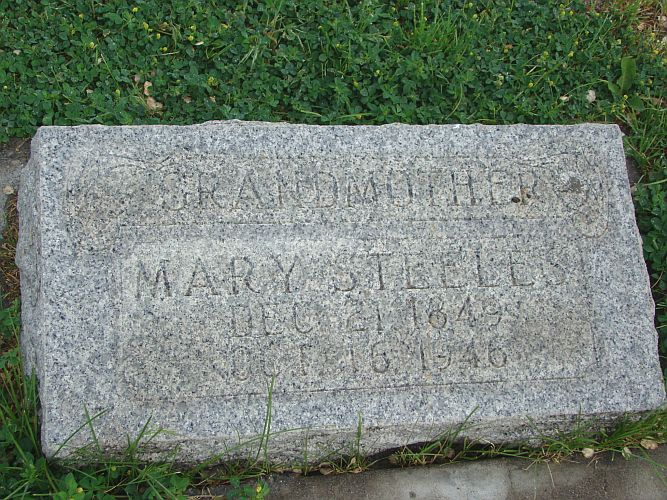 GRANDMOTHER
MARY STEELES
DEC 21 1849
OCT 16 1946